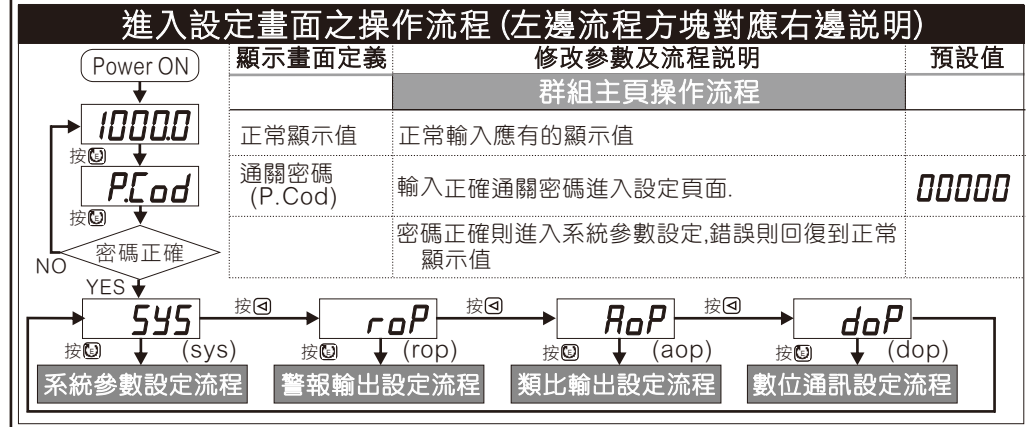 進入設定畫面之操作流程 (左邊流程方塊對應右邊説明)
Power ON
顯示畫面定義 修改參數及流程説明 預設值
群組主頁操作流程
1000.0
正常顯示值 正常輸入應有的顯示值
按
P.Cod
通關密碼
(P.Cod)
輸入正確通關密碼進入設定頁面. 00000
按
密碼正確
NO
YES
密碼正確則進入系統參數設定,錯誤則回復到正常
顯示值
SYS 按 roP 按 AoP 按 doP
按 (sys) 按 (rop) 按 (aop) 按 (dop)
系統參數設定流程 警報輸出設定流程 類比輸出設定流程 數位通訊設定流程